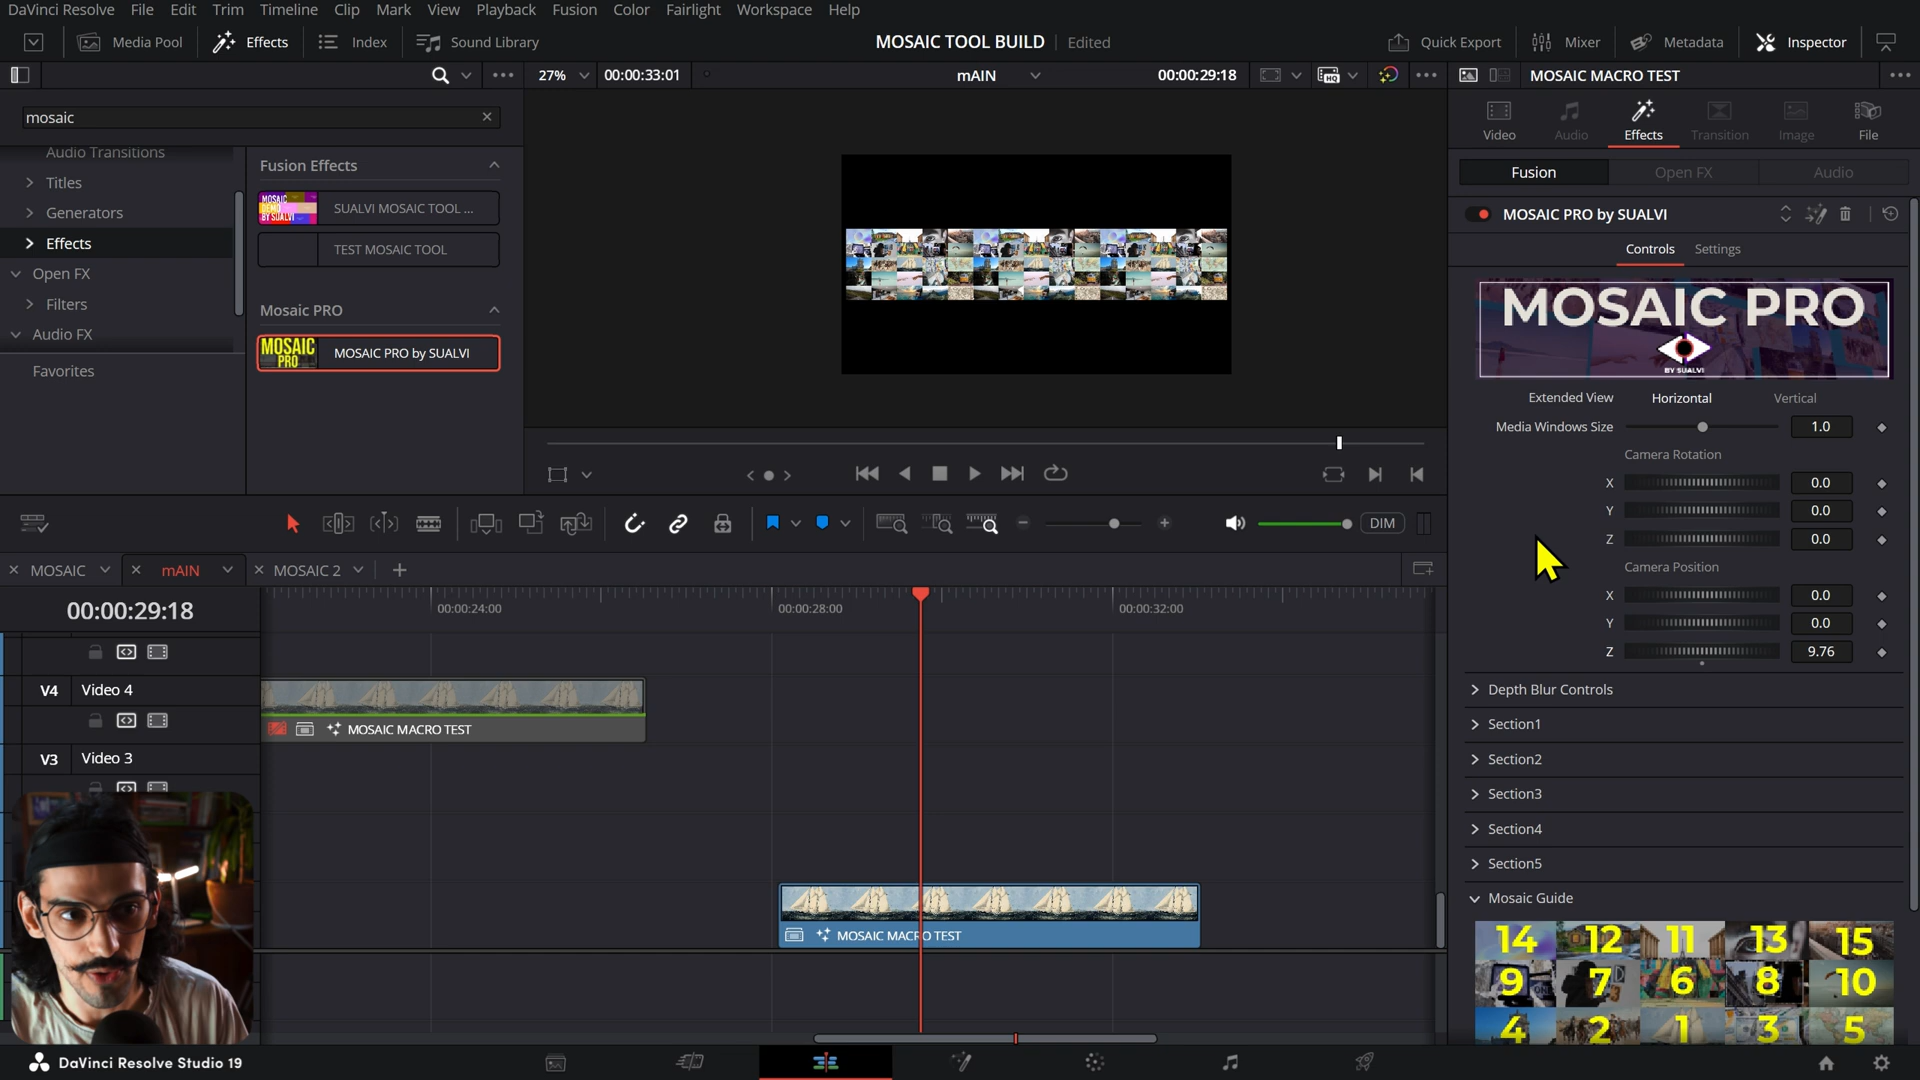 DaVinci Resolve File Edit Trim Timeline Clip Mark View Playback Fusion Color Fairlight Workspace Help
Media Pool Effects Index Sound Library MOSAIC TOOL BUILD Edited Quick Export Mixer Metadata Inspector
27% 00:00:33:01 mAIN 00:00:29:18 MOSAIC MACRO TEST
mosaic
Video Audio Effects Transition Image File
Audio Transitions
Titles
Generators
Effects
Open FX
Filters
Audio FX
Favorites
Fusion Effects
MOSAIC DEMO BY SUALVI
SUALVI MOSAIC TOOL ...
TEST MOSAIC TOOL
Mosaic PRO
MOSAIC PRO
MOSAIC PRO by SUALVI
Fusion Open FX Audio
MOSAIC PRO by SUALVI
Controls Settings
MOSAIC PRO
BY SUALVI
Extended View Horizontal Vertical
Media Windows Size 1.0
Camera Rotation
X 0.0
Y 0.0
Z 0.0
Camera Position
X 0.0
Y 0.0
Z 9.76
Depth Blur Controls
Section1
Section2
Section3
Section4
Section5
Mosaic Guide
14 12 11 13 15
9 7 6 8 10
4 2 1 3 5
DIM
MOSAIC mAIN MOSAIC 2
00:00:29:18 00:00:24:00 00:00:28:00 00:00:32:00
V4 Video 4
MOSAIC MACRO TEST
V3 Video 3
MOSAIC MACRO TEST
DaVinci Resolve Studio 19